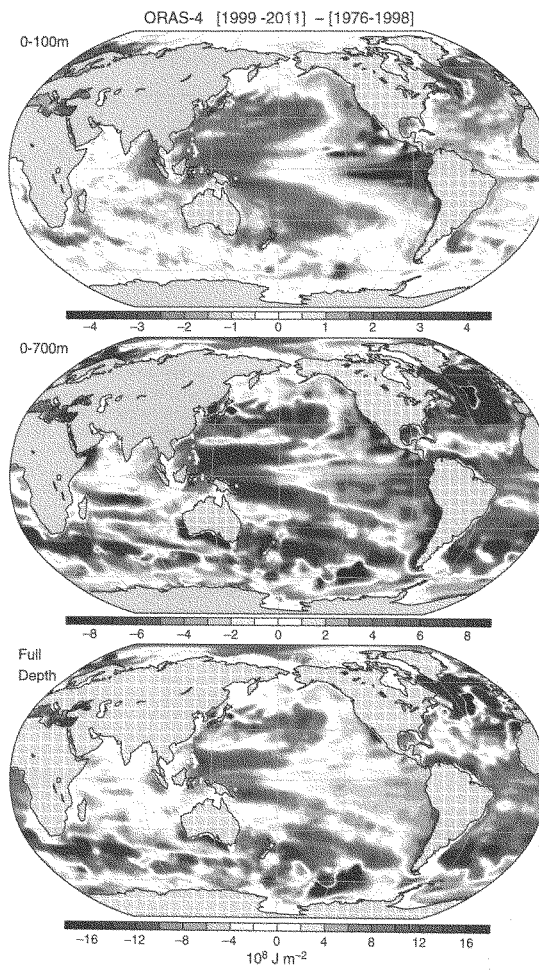 ORAS-4 [1999 -2011] – [1976-1998]
0-100m
−4 −3 −2 −1 0 1 2 3 4
0-700m
−8 −6 −4 −2 0 2 4 6 8
Full
Depth
−16 −12 −8 −4 0 4 8 12 16
10⁸ J m⁻²